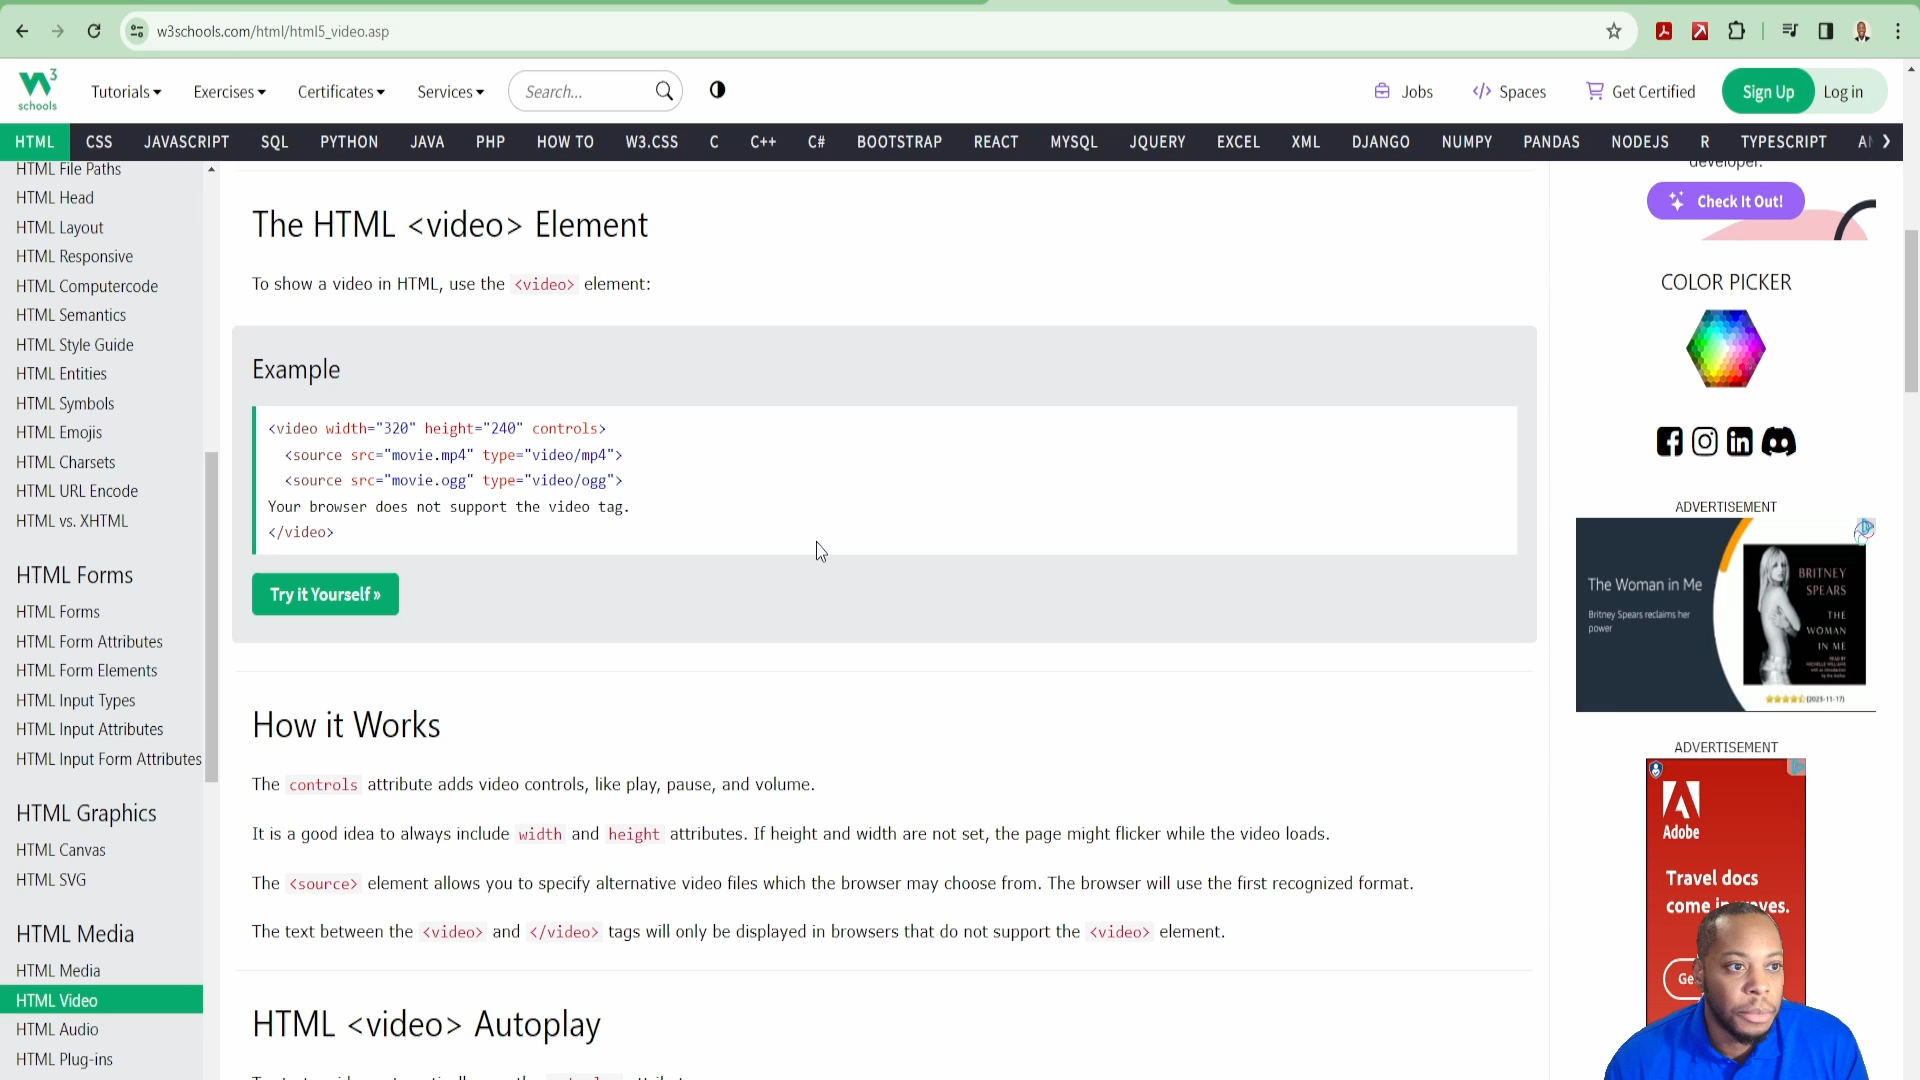 w3schools.com/html/html5_video.asp
W3 schools
Tutorials Exercises Certificates Services Search... Jobs Spaces Get Certified Sign Up Log in
HTML CSS JAVASCRIPT SQL PYTHON JAVA PHP HOW TO W3.CSS C C++ C# BOOTSTRAP REACT MYSQL JQUERY EXCEL XML DJANGO NUMPY PANDAS NODEJS R TYPESCRIPT
HTML File Paths
HTML Head
HTML Layout
HTML Responsive
HTML Computercode
HTML Semantics
HTML Style Guide
HTML Entities
HTML Symbols
HTML Emojis
HTML Charsets
HTML URL Encode
HTML vs. XHTML
HTML Forms
HTML Forms
HTML Form Attributes
HTML Form Elements
HTML Input Types
HTML Input Attributes
HTML Input Form Attributes
HTML Graphics
HTML Canvas
HTML SVG
HTML Media
HTML Media
HTML Video
HTML Audio
HTML Plug-ins
The HTML <video> Element
To show a video in HTML, use the <video> element:
Example
<video width="320" height="240" controls>
<source src="movie.mp4" type="video/mp4">
<source src="movie.ogg" type="video/ogg">
Your browser does not support the video tag.
</video>
Try it Yourself »
How it Works
The controls attribute adds video controls, like play, pause, and volume.
It is a good idea to always include width and height attributes. If height and width are not set, the page might flicker while the video loads.
The <source> element allows you to specify alternative video files which the browser may choose from. The browser will use the first recognized format.
The text between the <video> and </video> tags will only be displayed in browsers that do not support the <video> element.
HTML <video> Autoplay
developer.
Check It Out!
COLOR PICKER
ADVERTISEMENT
The Woman in Me
Britney Spears reclaims her
power
BRITNEY
SPEARS
THE
WOMAN
IN ME
(2023-11-17)
ADVERTISEMENT
Adobe
Travel docs
come in